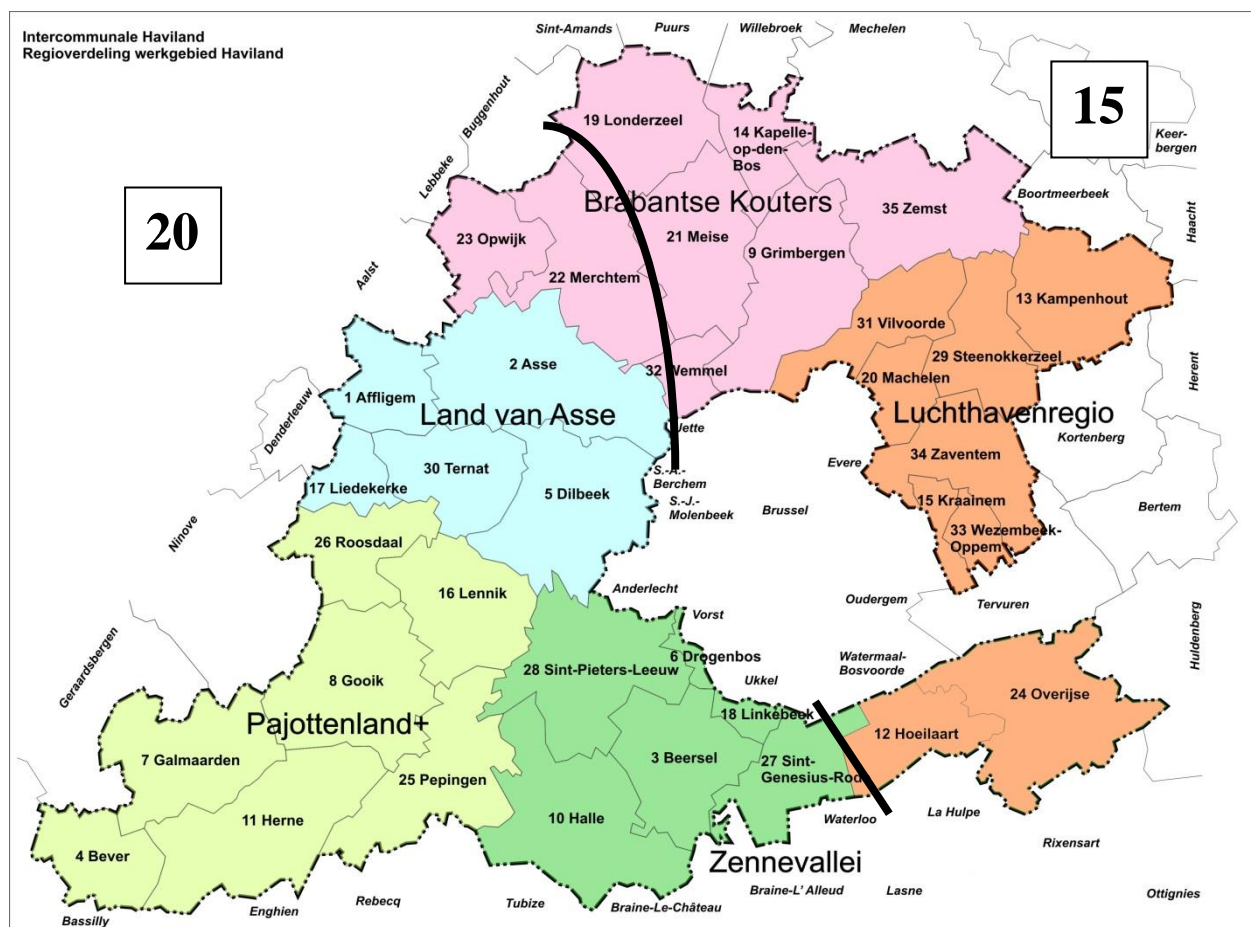 Intercommunale Haviland
Regioverdeling werkgebied Haviland
Sint-Amands
Puurs
Willebroek
Mechelen
Buggenhout
15
19 Londerzeel
14 Kapelle-
op-den-
Bos
Keer-
bergen
Lebbeke
Boortmeerbeek
20
Brabantse Kouters
35 Zemst
Haacht
23 Opwijk
21 Meise
9 Grimbergen
Aalst
22 Merchtem
13 Kampenhout
31 Vilvoorde
2 Asse
29 Steenokkerzeel
32 Wemmel
20 Machelen
Herent
1 Affligem
Denderleeuw
Land van Asse
Luchthavenregio
Jette
Kortenberg
30 Ternat
34 Zaventem
Evere
S.-A.-
Berchem
17 Liedekerke
5 Dilbeek
S.-J.-
Molenbeek
15 Kraainem
Brussel
Bertem
Ninove
33 Wezembeek-
Oppem
26 Roosdaal
16 Lennik
Anderlecht
Oudergem
Tervuren
Vorst
Huldenberg
Geraardsbergen
6 Drogenbos
Watermaal-
Bosvoorde
28 Sint-Pieters-Leeuw
Ukkel
8 Gooik
24 Overijse
18 Linkebeek
Pajottenland+
12 Hoeilaart
7 Galmaarden
3 Beersel
27 Sint-
Genesius-Rode
25 Pepingen
11 Herne
10 Halle
Waterloo
La Hulpe
Rixensart
4 Bever
Zennevallei
Braine-L' Alleud
Lasne
Ottignies
Rebecq
Tubize
Braine-Le-Château
Enghien
Bassilly